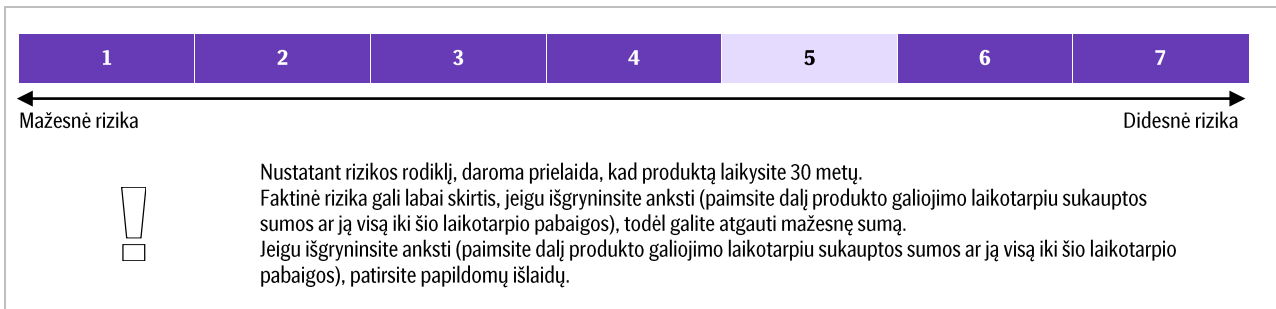 1 2 3 4 5 6 7
Mažesnė rizika Didesnė rizika
Nustatant rizikos rodiklį, daroma prielaida, kad produktą laikysite 30 metų.
Faktinė rizika gali labai skirtis, jeigu išgryninsite anksti (paimsite dalį produkto galiojimo laikotarpiu sukauptos
sumos ar ją visą iki šio laikotarpio pabaigos), todėl galite atgauti mažesnę sumą.
Jeigu išgryninsite anksti (paimsite dalį produkto galiojimo laikotarpiu sukauptos sumos ar ją visą iki šio laikotarpio
pabaigos), patirsite papildomų išlaidų.